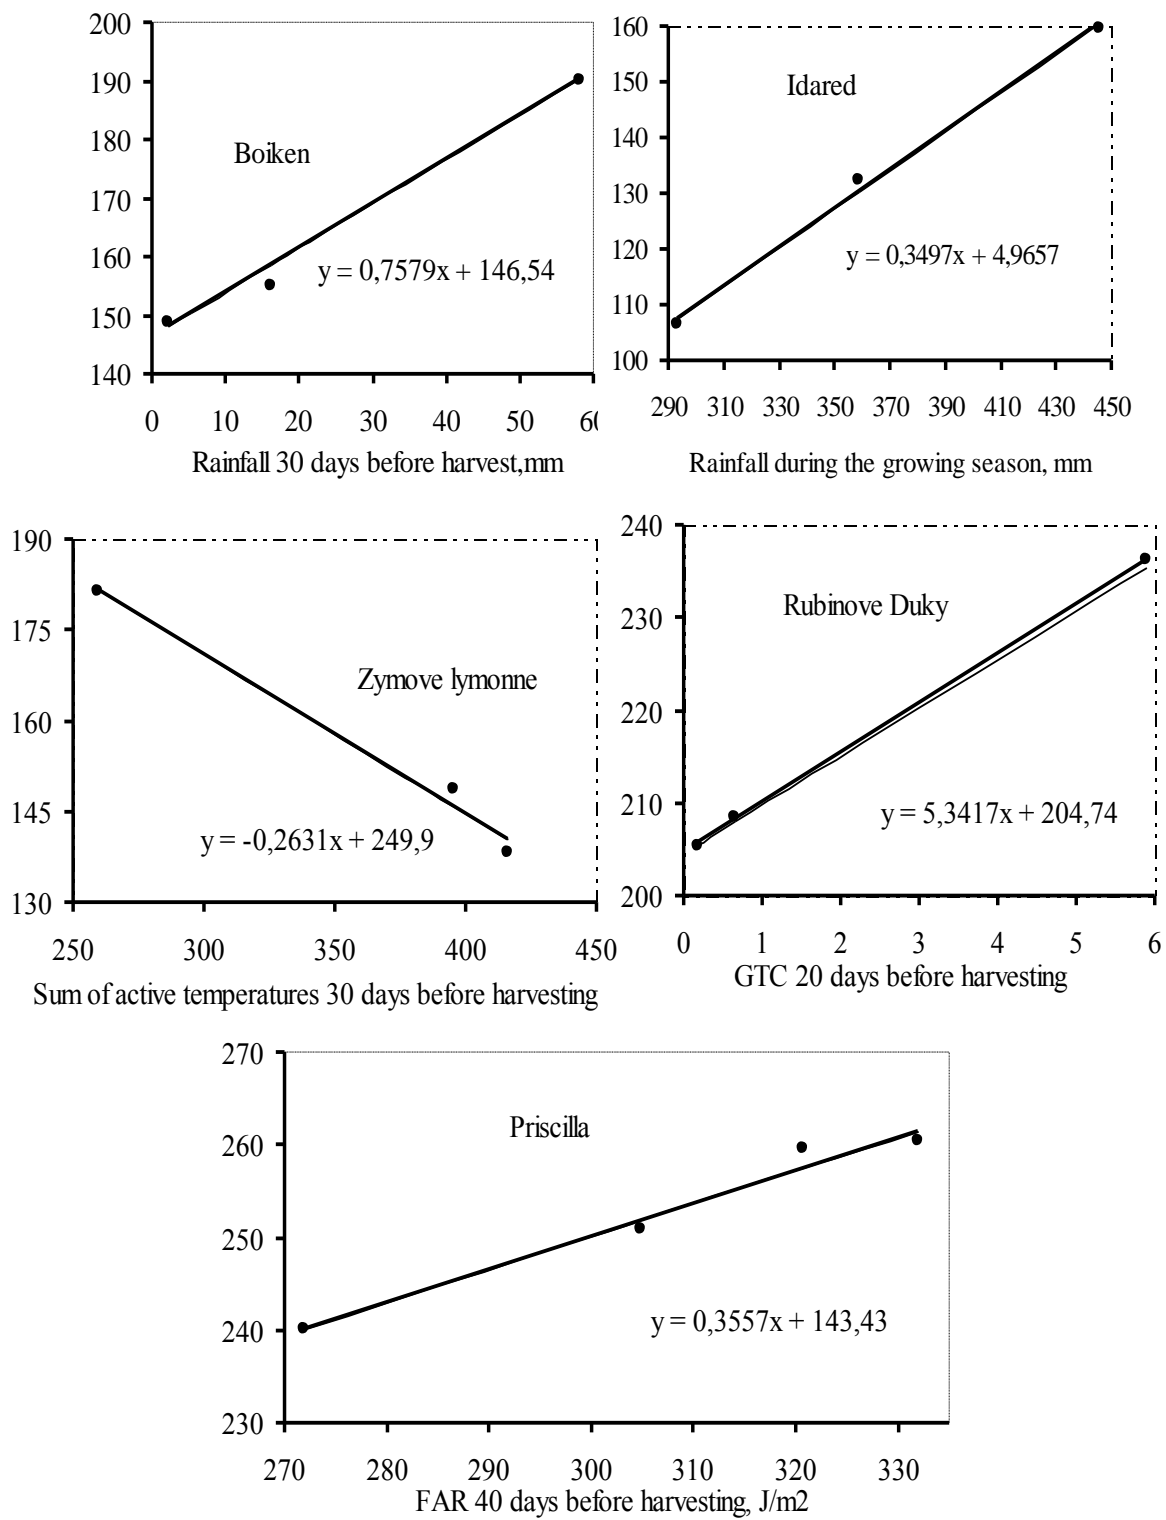 200
190
180
170
160
150
140
Boiken
y = 0,7579x + 146,54
0 10 20 30 40 50 60
Rainfall 30 days before harvest,mm
160
150
140
130
120
110
100
Idared
y = 0,3497x + 4,9657
290 310 330 350 370 390 410 430 450
Rainfall during the growing season, mm
190
175
160
145
130
Zymove lymonne
y = -0,2631x + 249,9
250 300 350 400 450
Sum of active temperatures 30 days before harvesting
240
230
220
210
200
Rubinove Duky
y = 5,3417x + 204,74
0 1 2 3 4 5 6
GTC 20 days before harvesting
270
260
250
240
230
Priscilla
y = 0,3557x + 143,43
270 280 290 300 310 320 330
FAR 40 days before harvesting, J/m2